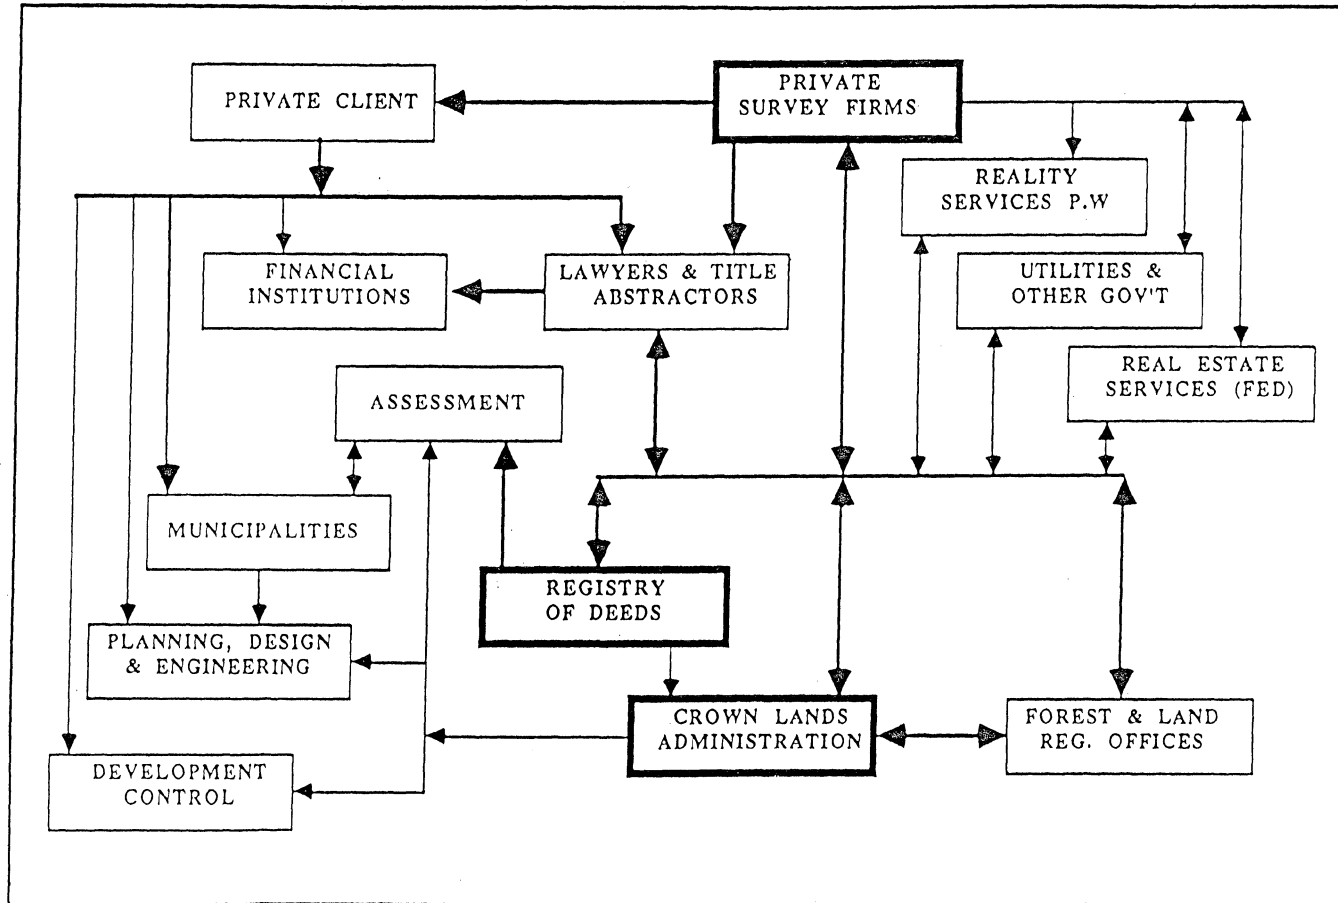 PRIVATE CLIENT
PRIVATE
SURVEY FIRMS
REALITY
SERVICES P.W
FINANCIAL
INSTITUTIONS
LAWYERS & TITLE
ABSTRACTORS
UTILITIES &
OTHER GOV'T
REAL ESTATE
SERVICES (FED)
ASSESSMENT
MUNICIPALITIES
REGISTRY
OF DEEDS
PLANNING, DESIGN
& ENGINEERING
CROWN LANDS
ADMINISTRATION
FOREST & LAND
REG. OFFICES
DEVELOPMENT
CONTROL